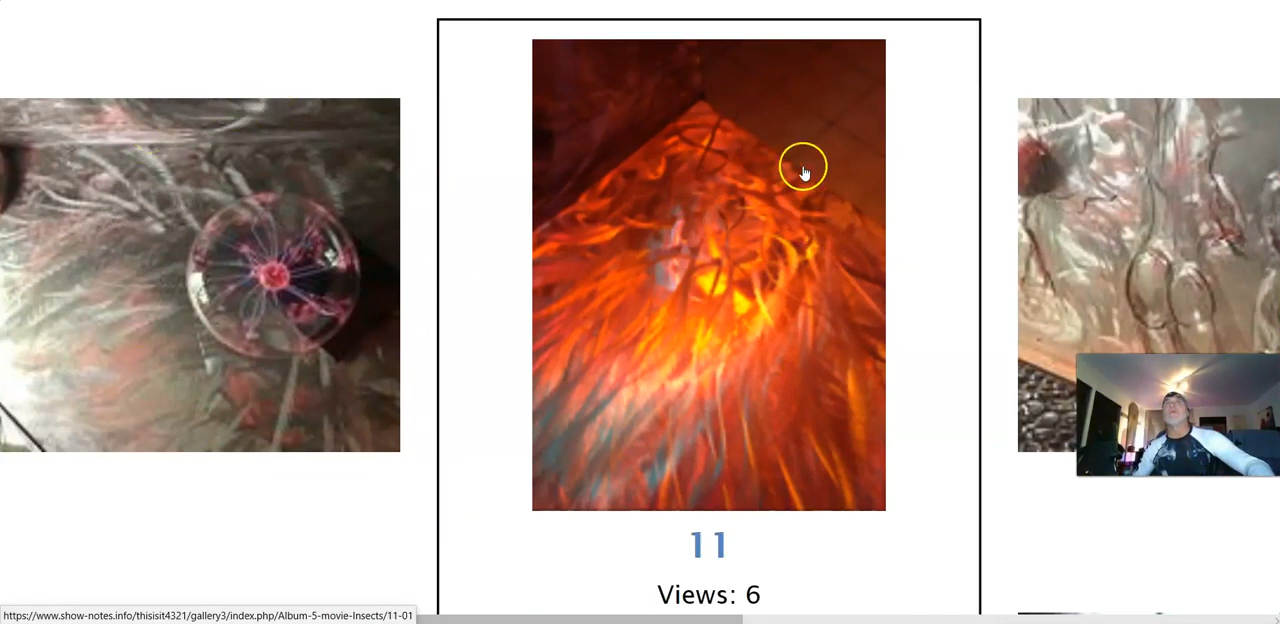 11
Views: 6
https://www.show-notes.info/thisisit4321/gallery3/index.php/Album-5-movie-Insects/11-01